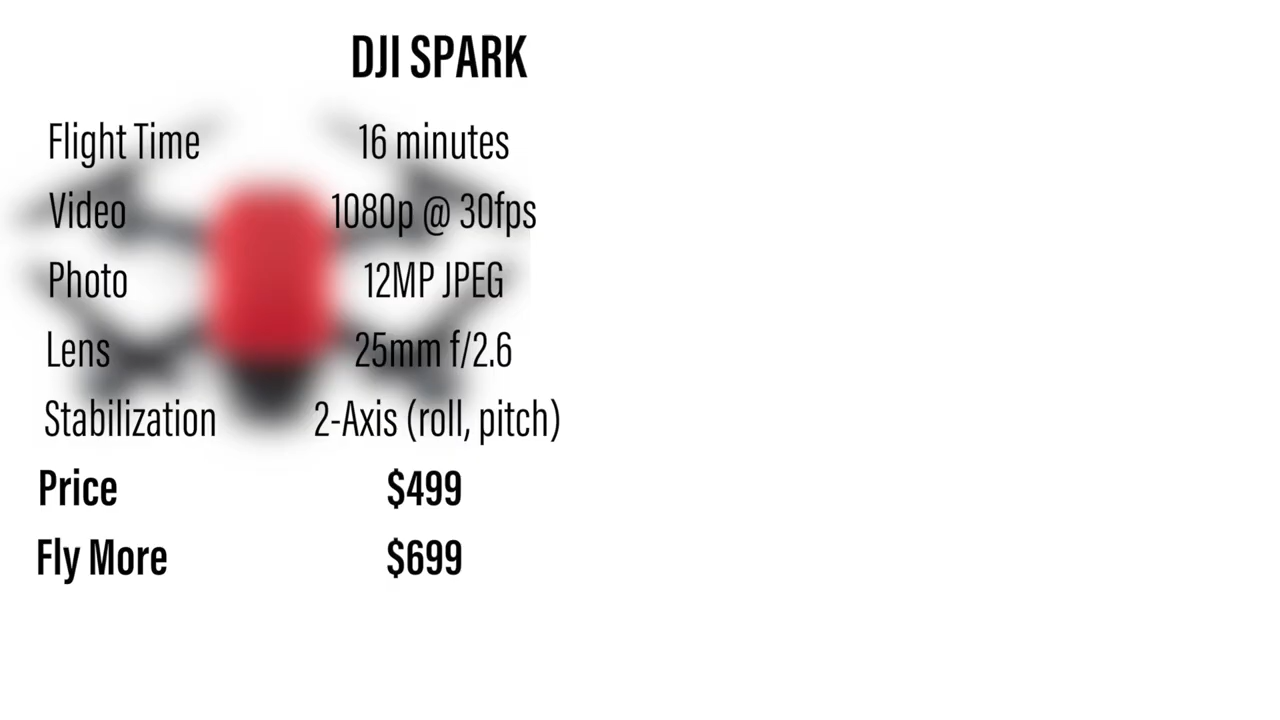 DJI SPARK
Flight Time 16 minutes
Video 1080p @ 30fps
Photo 12MP JPEG
Lens 25mm f/2.6
Stabilization 2-Axis (roll, pitch)
Price $499
Fly More $699